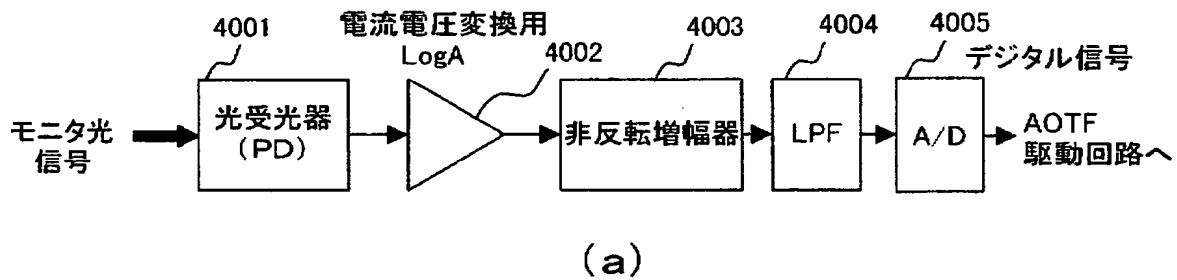 4001
電流電圧変換用
LogA
4002
4003
4004
4005
デジタル信号
モニタ光
信号
光受光器
(PD)
非反転増幅器
LPF
A/D
AOTF
駆動回路へ
(a)